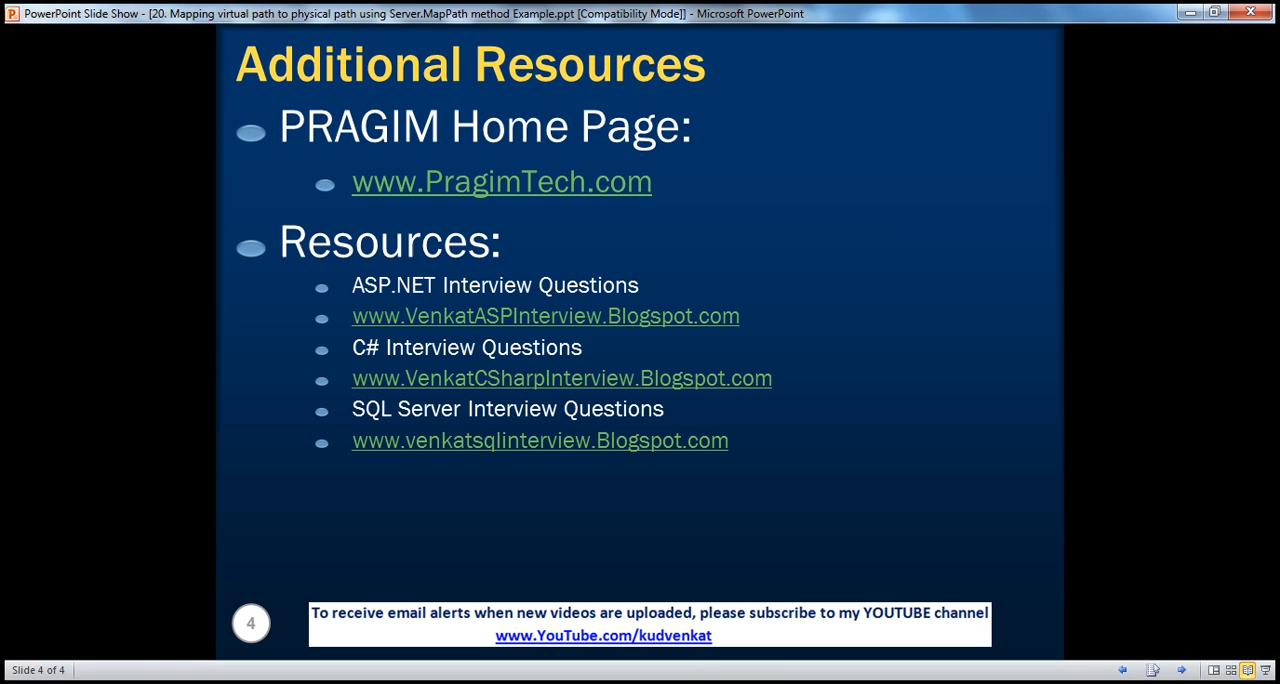 PowerPoint Slide Show - [20. Mapping virtual path to physical path using Server.MapPath method Example.ppt [Compatibility Mode]] - Microsoft PowerPoint
Additional Resources
PRAGIM Home Page:
www.PragimTech.com
Resources:
ASP.NET Interview Questions
www.VenkatASPInterview.Blogspot.com
C# Interview Questions
www.VenkatCSharpInterview.Blogspot.com
SQL Server Interview Questions
www.venkatsqlinterview.Blogspot.com
4
To receive email alerts when new videos are uploaded, please subscribe to my YOUTUBE channel
www.YouTube.com/kudvenkat
Slide 4 of 4